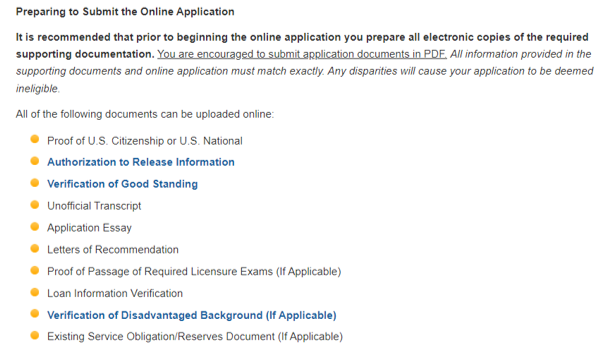 Preparing to Submit the Online Application
It is recommended that prior to beginning the online application you prepare all electronic copies of the required
supporting documentation. You are encouraged to submit application documents in PDF. All information provided in the
supporting documents and online application must match exactly. Any disparities will cause your application to be deemed
ineligible.
All of the following documents can be uploaded online:
Proof of U.S. Citizenship or U.S. National
Authorization to Release Information
Verification of Good Standing
Unofficial Transcript
Application Essay
Letters of Recommendation
Proof of Passage of Required Licensure Exams (If Applicable)
Loan Information Verification
Verification of Disadvantaged Background (If Applicable)
Existing Service Obligation/Reserves Document (If Applicable)